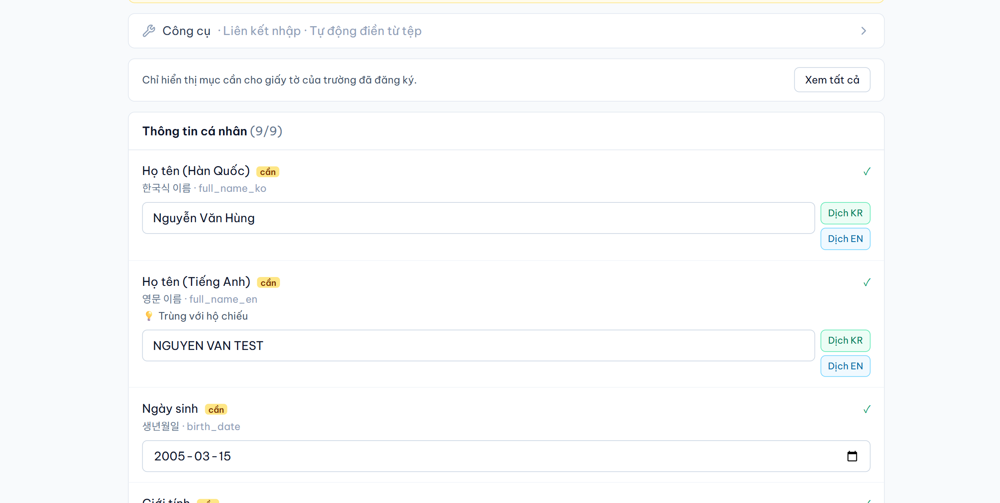 Công cụ · Liên kết nhập · Tự động điền từ tệp
Chỉ hiển thị mục cần cho giấy tờ của trường đã đăng ký.
Xem tất cả
Thông tin cá nhân (9/9)
Họ tên (Hàn Quốc) cần ✓
한국식 이름 · full_name_ko
Nguyễn Văn Hùng
Dịch KR
Dịch EN
Họ tên (Tiếng Anh) cần ✓
영문 이름 · full_name_en
💡 Trùng với hộ chiếu
NGUYEN VAN TEST
Dịch KR
Dịch EN
Ngày sinh cần ✓
생년월일 · birth_date
2005-03-15
Giới tính cần